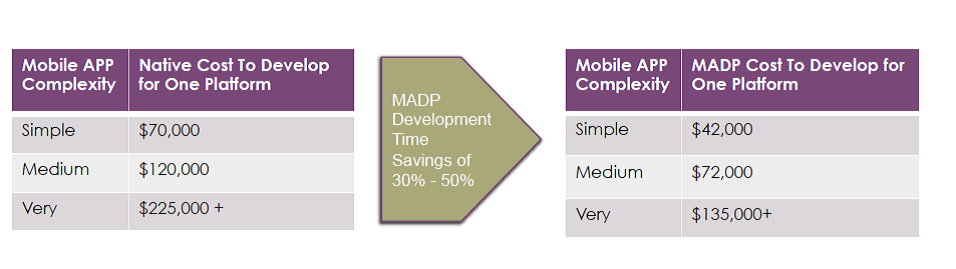 Mobile APP Complexity
Native Cost To Develop for One Platform
Simple
$70,000
Medium
$120,000
Very
$225,000 +
MADP
Development
Time
Savings of
30% - 50%
Mobile APP
Complexity
MADP Cost To Develop for
One Platform
Simple
$42,000
Medium
$72,000
Very
$135,000+